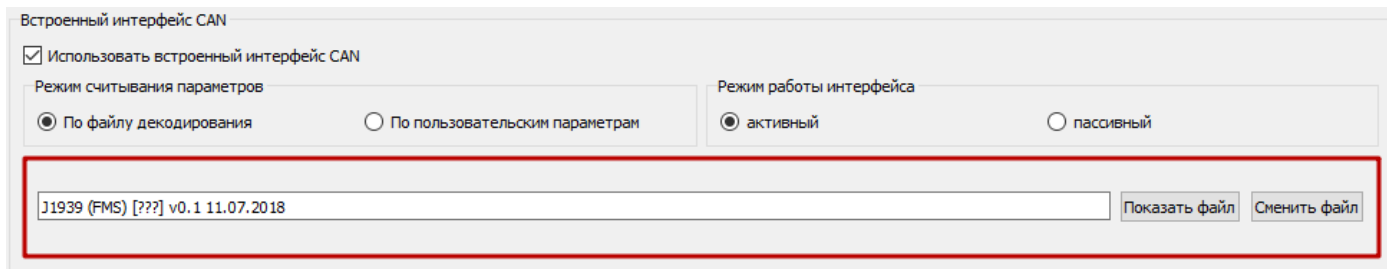 Встроенный интерфейс CAN
Использовать встроенный интерфейс CAN
Режим считывания параметров
Режим работы интерфейса
По файлу декодирования
По пользовательским параметрам
активный
пассивный
J1939 (FMS) [???] v0.1 11.07.2018
Показать файл
Сменить файл